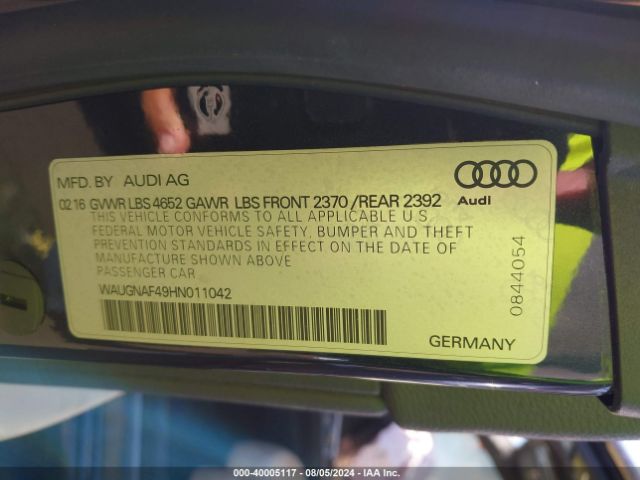 MFD. BY AUDI AG
02 16 GVWR LBS 4652 GAWR LBS FRONT 2370 /REAR 2392
Audi
THIS VEHICLE CONFORMS TO ALL APPLICABLE U.S.
FEDERAL MOTOR VEHICLE SAFETY, BUMPER AND THEFT
PREVENTION STANDARDS IN EFFECT ON THE DATE OF
MANUFACTURE SHOWN ABOVE
PASSENGER CAR
WAUGNAF49HN011042
0844054
GERMANY
000-40005117 - 08/05/2024 - IAA Inc.